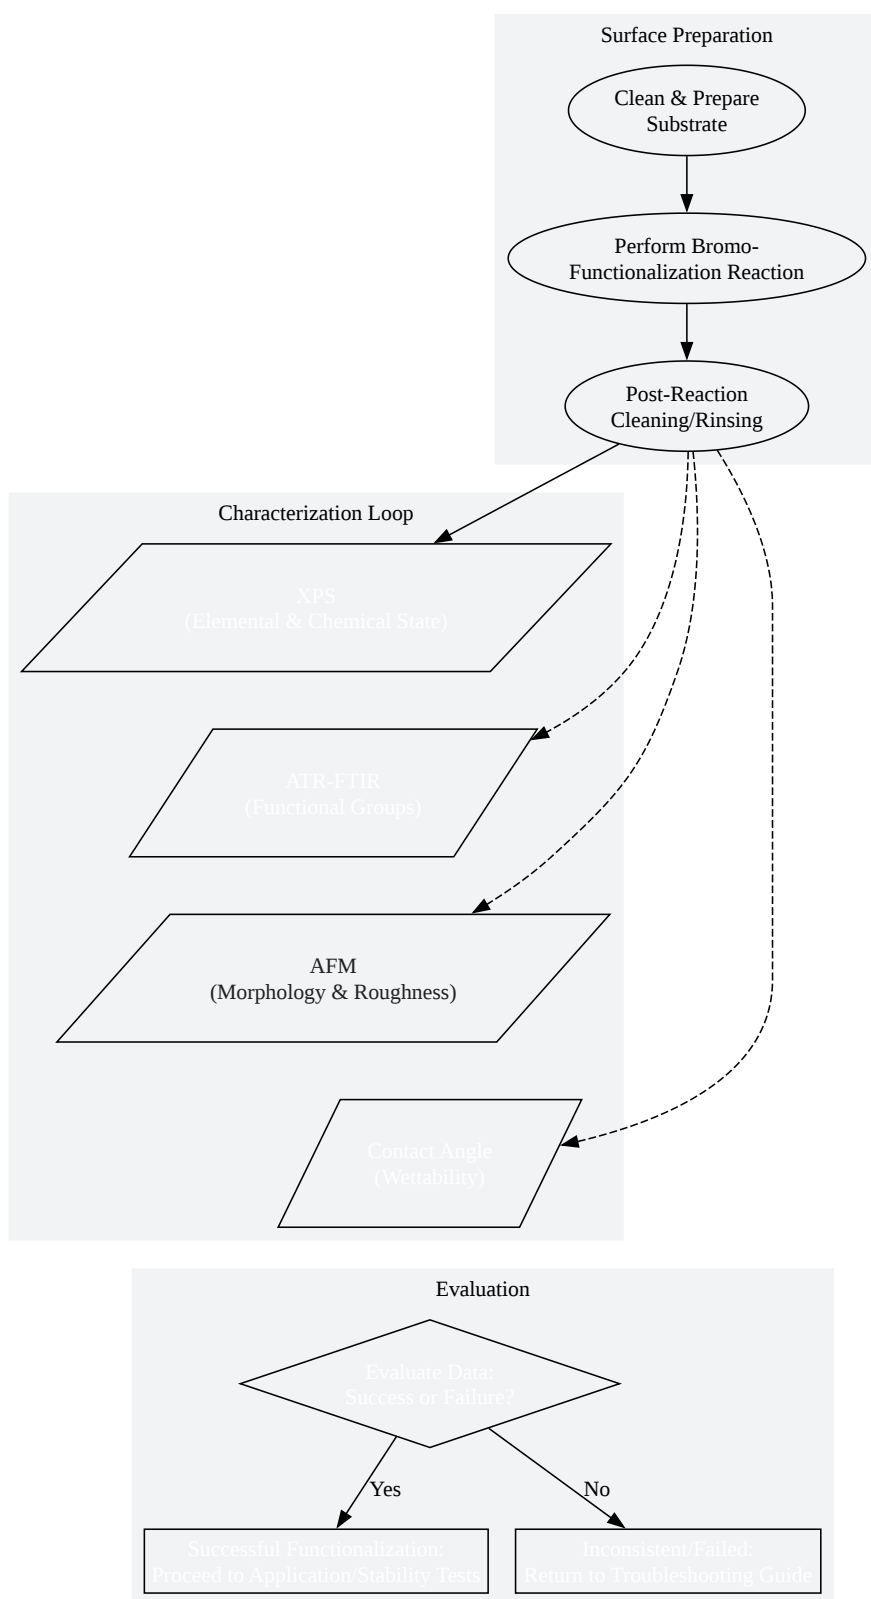 Surface Preparation
Clean & Prepare
Substrate
Perform Bromo-
Functionalization Reaction
Post-Reaction
Cleaning/Rinsing
Characterization Loop
XPS
(Elemental & Chemical State)
ATR-FTIR
(Functional Groups)
AFM
(Morphology & Roughness)
Contact Angle
(Wettability)
Evaluation
Evaluate Data:
Success or Failure?
Yes
No
Successful Functionalization:
Proceed to Application/Stability Tests
Inconsistent/Failed:
Return to Troubleshooting Guide